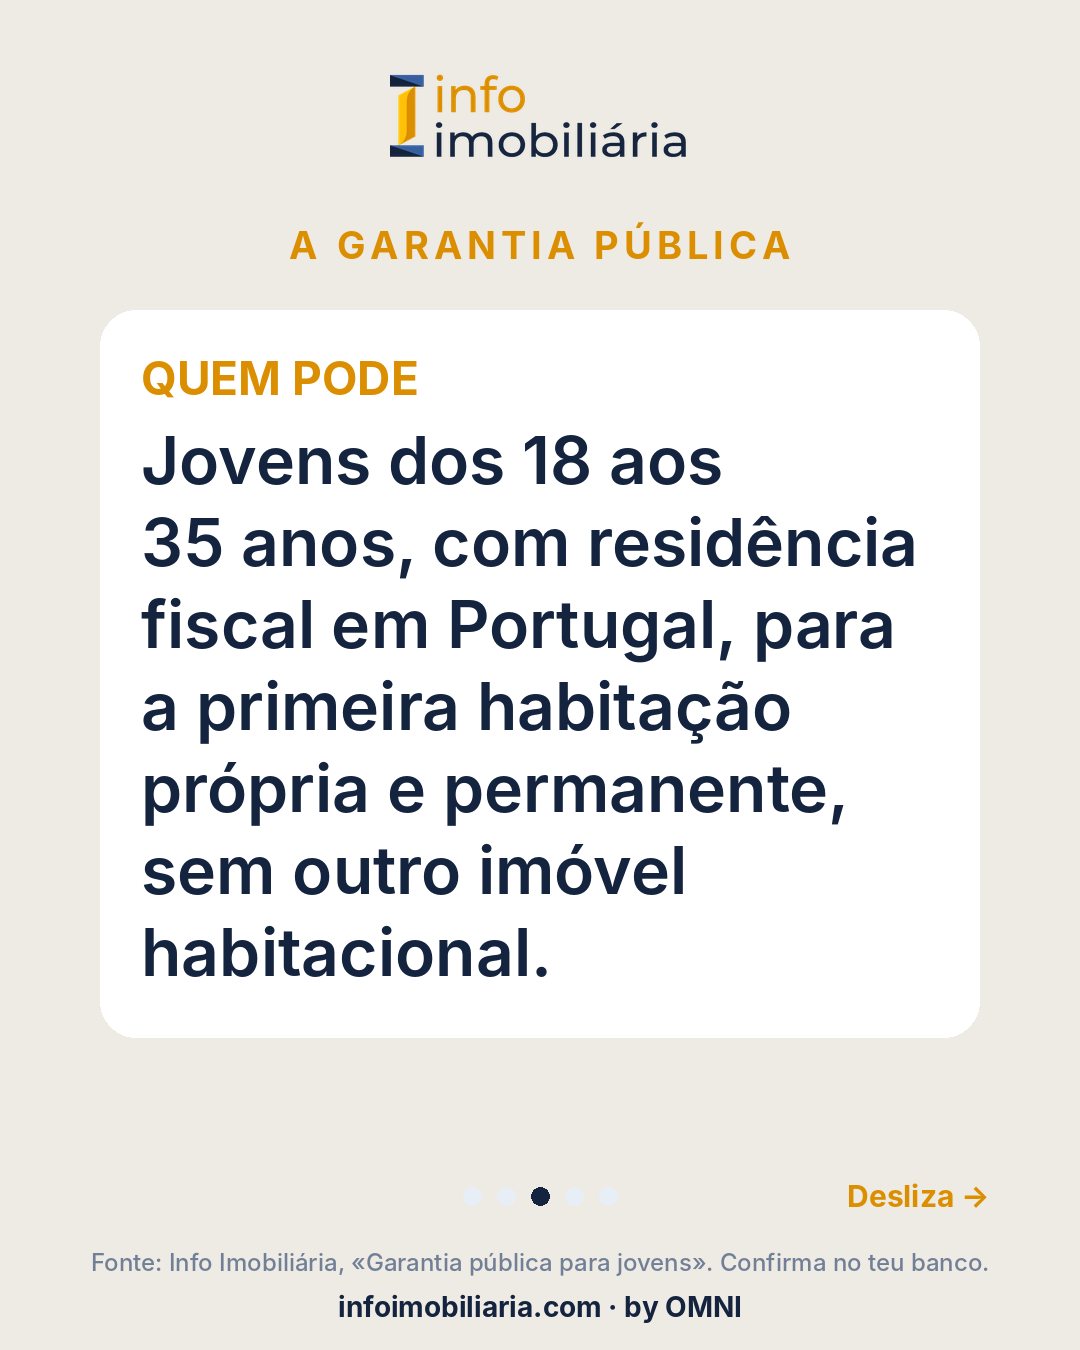 info
imobiliária
A GARANTIA PÚBLICA
QUEM PODE
Jovens dos 18 aos
35 anos, com residência
fiscal em Portugal, para
a primeira habitação
própria e permanente,
sem outro imóvel
habitacional.
Desliza →
Fonte: Info Imobiliária, «Garantia pública para jovens». Confirma no teu banco.
infoimobiliaria.com · by OMNI